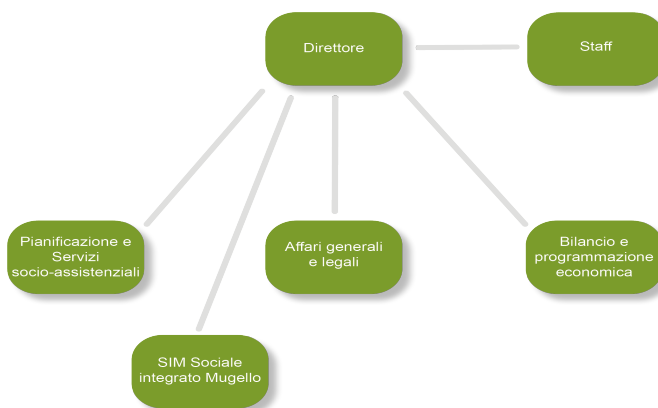 Direttore
Staff
Pianificazione e
Servizi
socio-assistenziali
Affari generali
e legali
Bilancio e
programmazione
economica
SIM Sociale
integrato Mugello